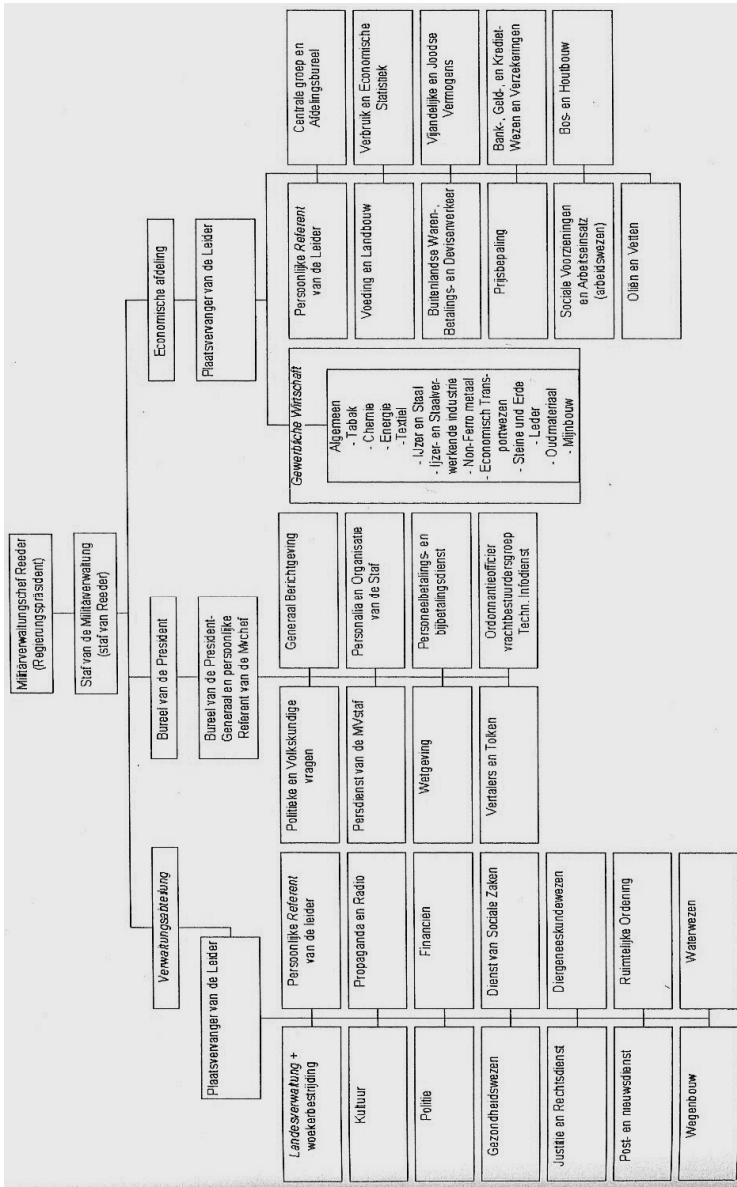 Militärverwaltungschef Reeder
(Regierungspräsident)
Staf van de Militärverwaltung
(staf van Reeder)
Verwaltungsabteilung
Plaatsvervanger van de Leider
Landesverwaltung +
woekerbestrijding
Persoonlijke Referent
van de leider
Kultuur
Propaganda en Radio
Politie
Financien
Gezondheidswezen
Dienst van Sociale Zaken
Justitie en Rechtsdienst
Diergeneeskundewezen
Post- en nieuwsdienst
Ruimtelijke Ordening
Wegenbouw
Waterwezen
Bureel van de President
Bureel van de President-
Generaal en persoonlijke
Referent van de Mvchef
Politieke en Volkskundige
vragen
Generaal Berichtgeving
Persdienst van de MVstaf
Personalia en Organisatie
van de Staf
Wetgeving
Personeelbetalings- en
bijbetalingsdienst
Vertalers en Tolken
Ordonnantieofficier
vrachtbestuurdersgroep
Techn. Infodienst
Economische afdeling
Plaatsvervanger van de Leider
Gewerbliche Wirtschaft
Algemeen
- Tabak
- Chemie
- Energie
- Textiel
- IJzer en Staal
- Ijzer- en Staalver-
werkende industrie
- Non-Ferro metaal
- Economisch Trans-
portwezen
- Steine und Erde
- Leder
- Oudmateriaal
- Mijnbouw
Persoonlijke Referent
van de Leider
Centrale groep en
Afdelingsbureel
Voeding en Landbouw
Verbruik en Economische
Statistiek
Buitenlandse Waren-,
Betalings- en Devisenverkeer
Vijandelijke en Joodse
Vermogens
Prijsbepaling
Bank-, Geld-, en Krediet-
Wezen en Verzekeringen
Sociale Voorzieningen
en Arbeitseinsatz
(arbeidswezen)
Bos- en Houtbouw
Oliën en Vetten